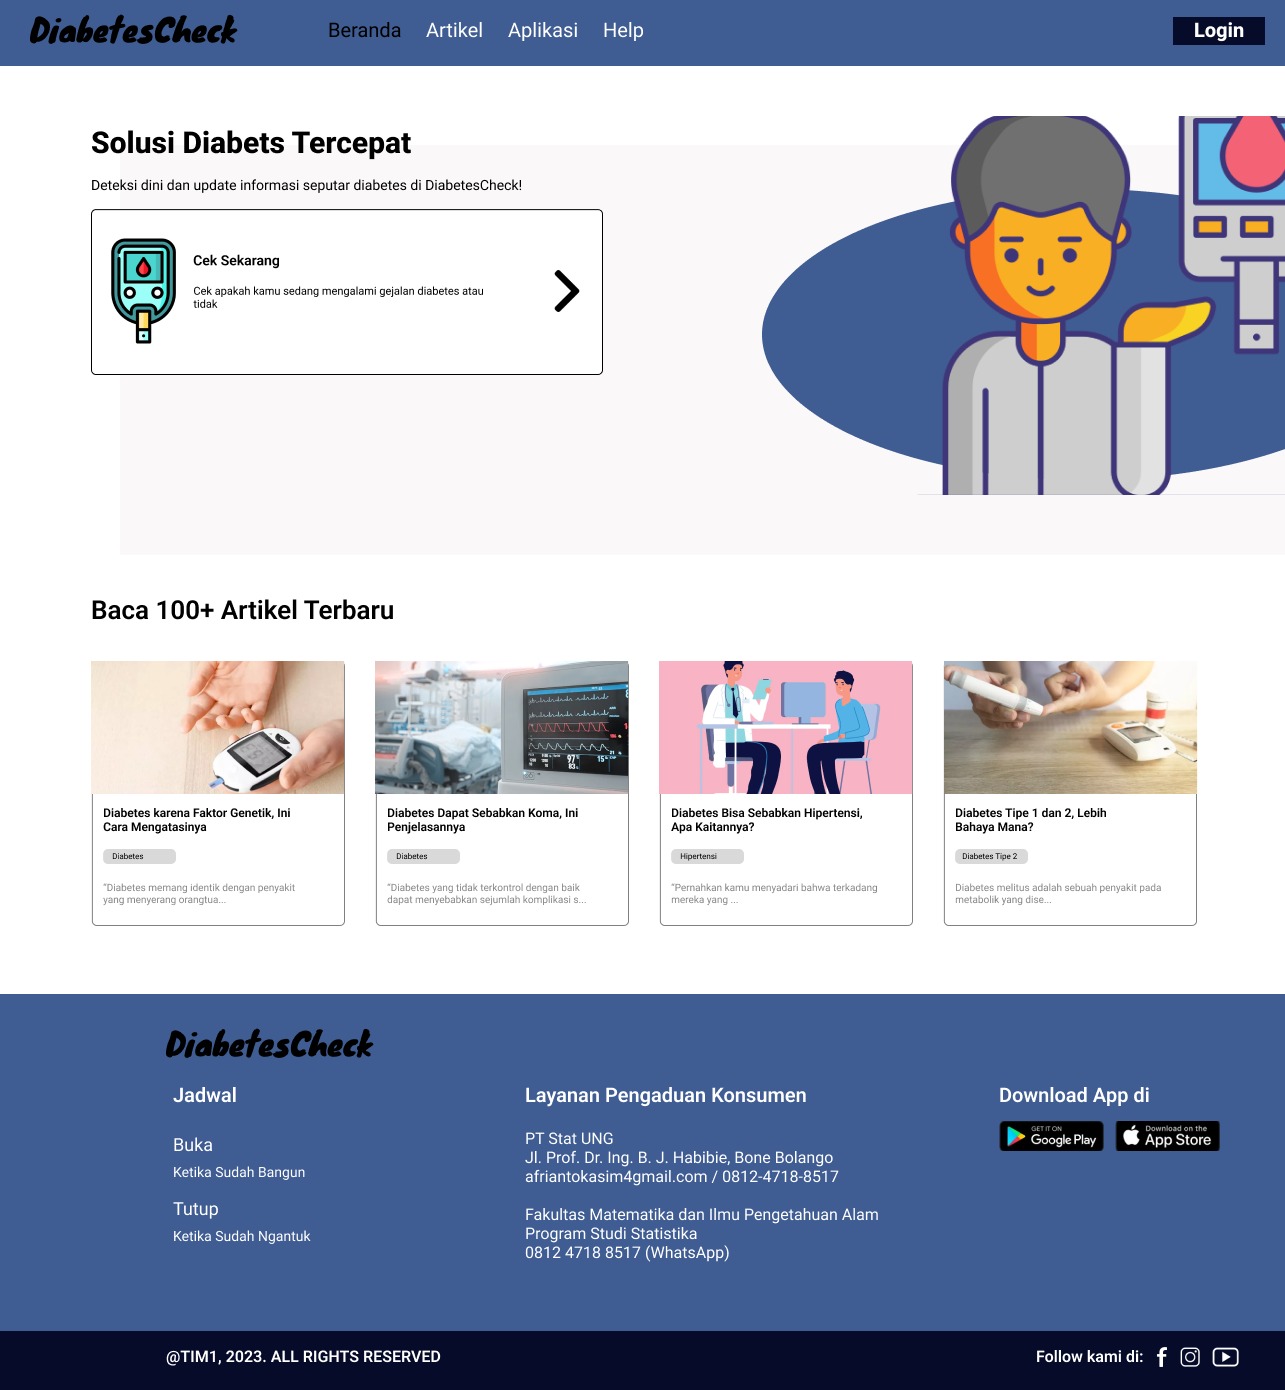 DiabetesCheck
Beranda Artikel Aplikasi Help
Login
Solusi Diabets Tercepat
Deteksi dini dan update informasi seputar diabetes di DiabetesCheck!
Cek Sekarang
Cek apakah kamu sedang mengalami gejalan diabetes atau
tidak
Baca 100+ Artikel Terbaru
Diabetes karena Faktor Genetik, Ini
Cara Mengatasinya
Diabetes
"Diabetes memang identik dengan penyakit
yang menyerang orangtua...
Diabetes Dapat Sebabkan Koma, Ini
Penjelasannya
Diabetes
"Diabetes yang tidak terkontrol dengan baik
dapat menyebabkan sejumlah komplikasi s...
Diabetes Bisa Sebabkan Hipertensi,
Apa Kaitannya?
Hipertensi
"Pernahkan kamu menyadari bahwa terkadang
mereka yang ...
Diabetes Tipe 1 dan 2, Lebih
Bahaya Mana?
Diabetes Tipe 2
Diabetes melitus adalah sebuah penyakit pada
metabolik yang dise...
DiabetesCheck
Jadwal
Buka
Ketika Sudah Bangun
Tutup
Ketika Sudah Ngantuk
Layanan Pengaduan Konsumen
PT Stat UNG
Jl. Prof. Dr. Ing. B. J. Habibie, Bone Bolango
afriantokasim4gmail.com / 0812-4718-8517
Fakultas Matematika dan Ilmu Pengetahuan Alam
Program Studi Statistika
0812 4718 8517 (WhatsApp)
Download App di
GET IT ON
Google Play
Download on the
App Store
@TIM1, 2023. ALL RIGHTS RESERVED
Follow kami di: